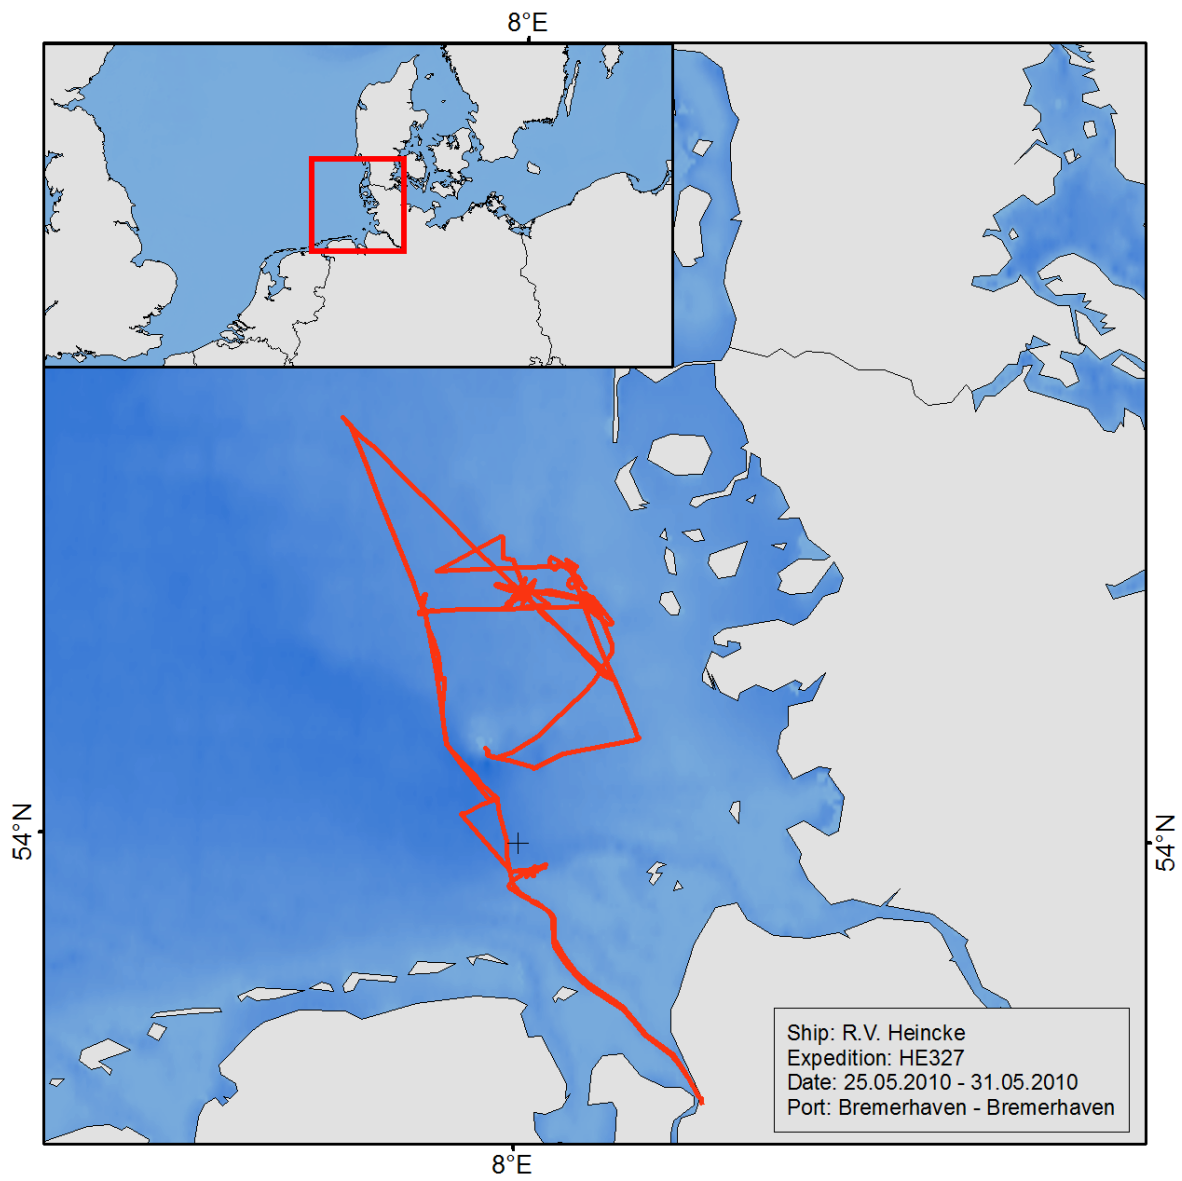 8°E
54°N
54°N
Ship: R.V. Heincke
Expedition: HE327
Date: 25.05.2010 - 31.05.2010
Port: Bremerhaven - Bremerhaven
8°E